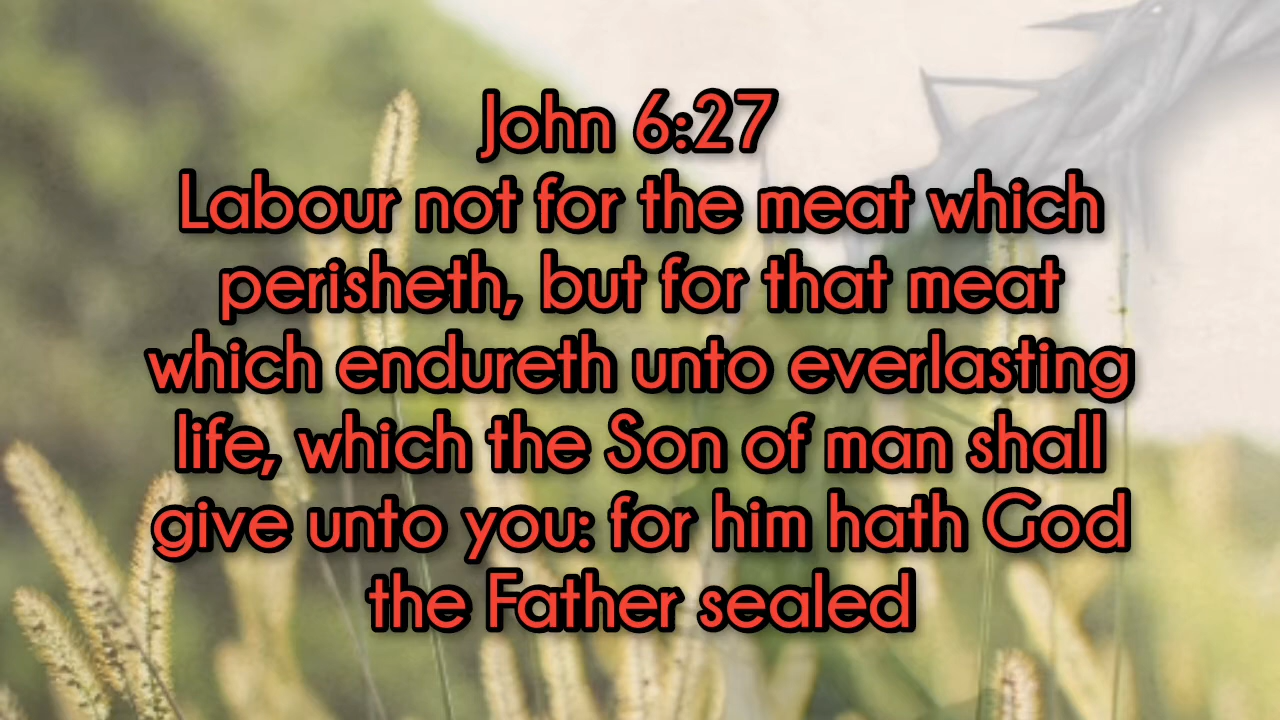 John 6:27
Labour not for the meat which
perisheth, but for that meat
which endureth unto everlasting
life, which the Son of man shall
give unto you: for him hath God
the Father sealed